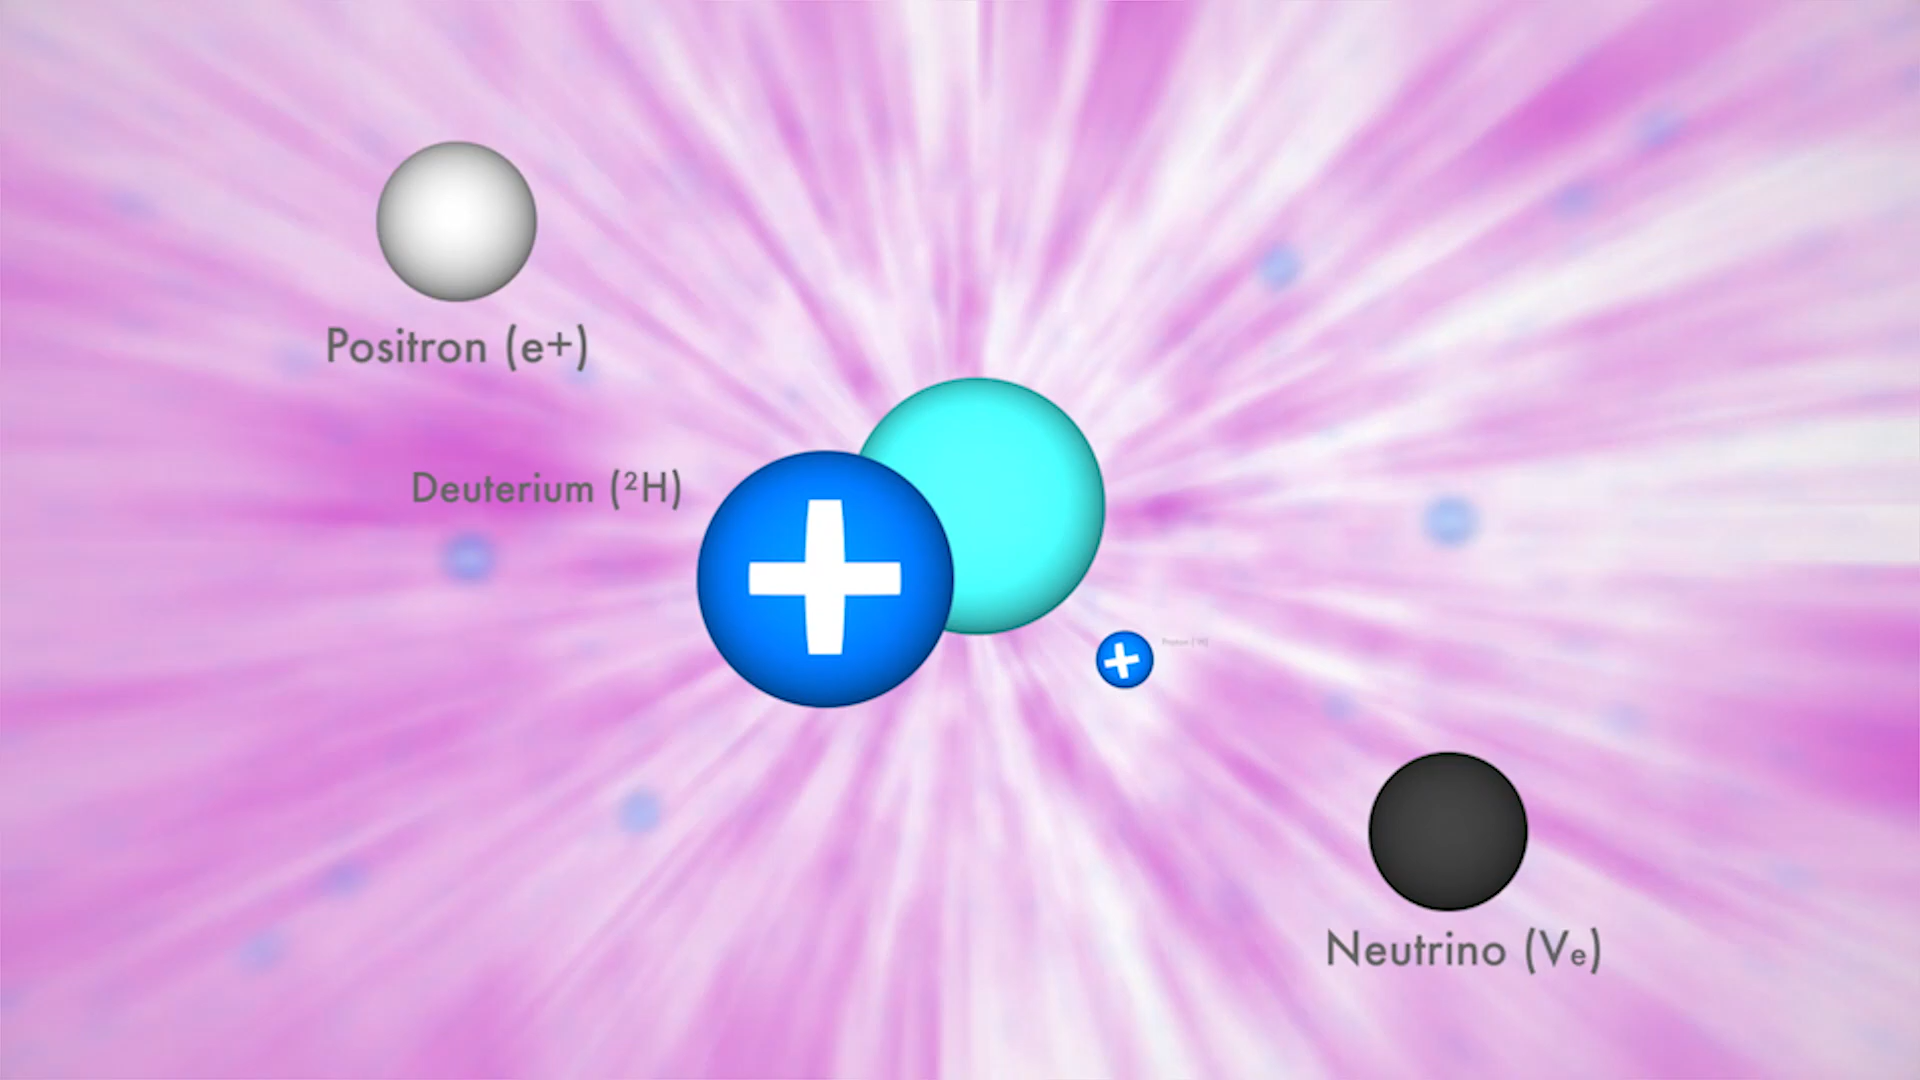 Positron (e+)
Deuterium (²H)
Neutrino (Ve)